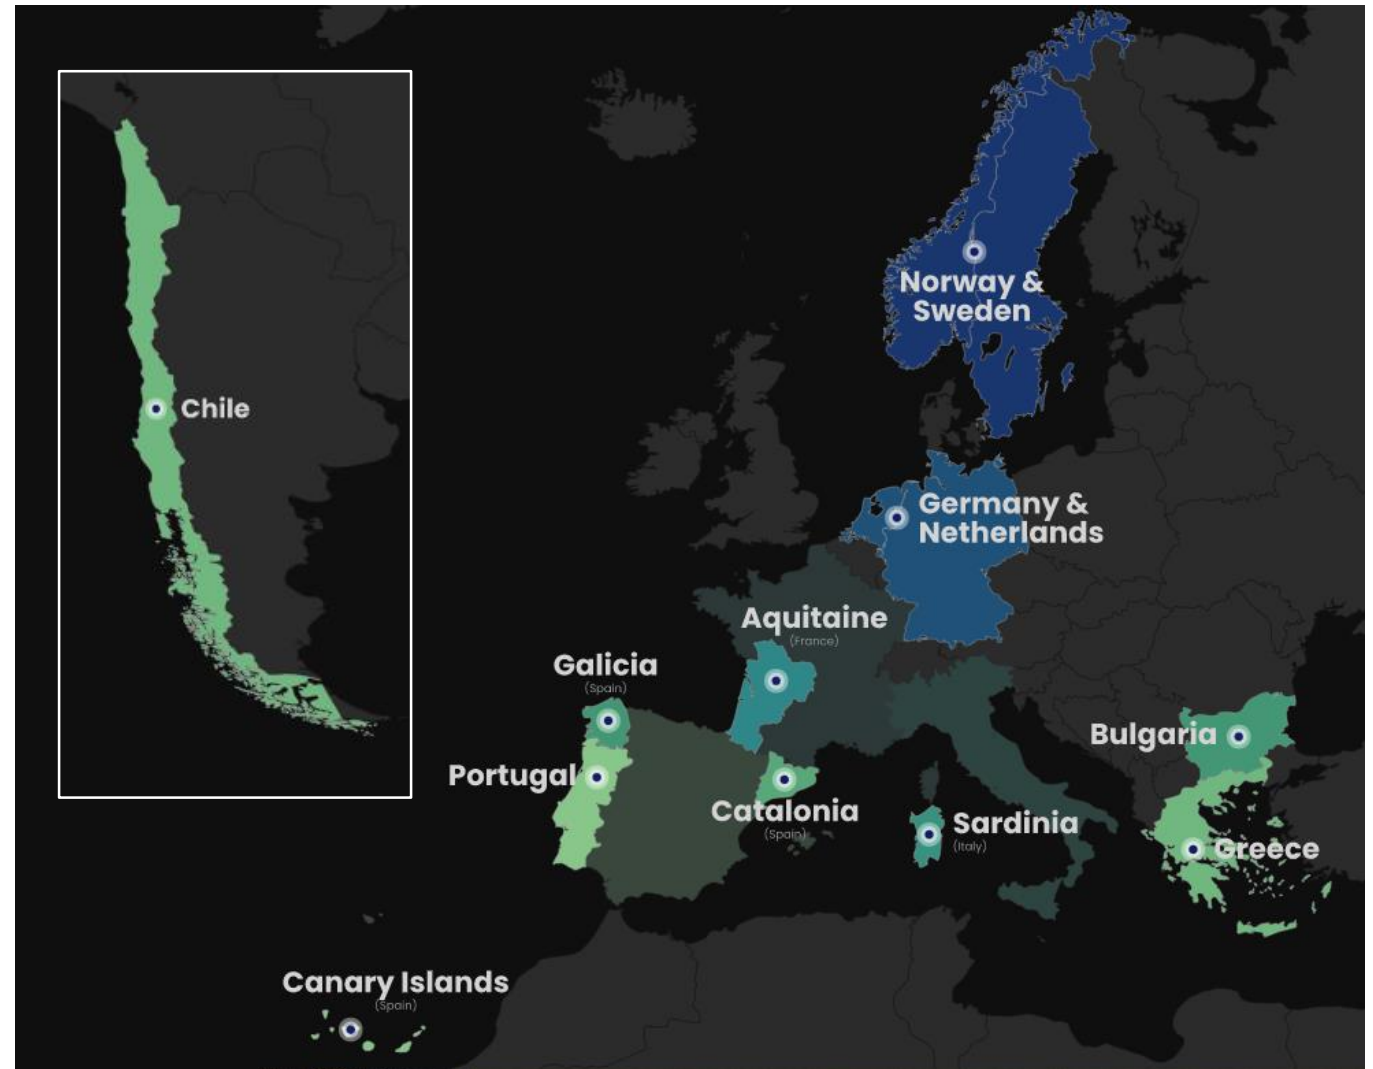 Norway &
Sweden
Chile
Germany &
Netherlands
Aquitaine
(France)
Galicia
(Spain)
Bulgaria
Portugal
Catalonia
(Spain)
Sardinia
(Italy)
Greece
Canary Islands
(Spain)